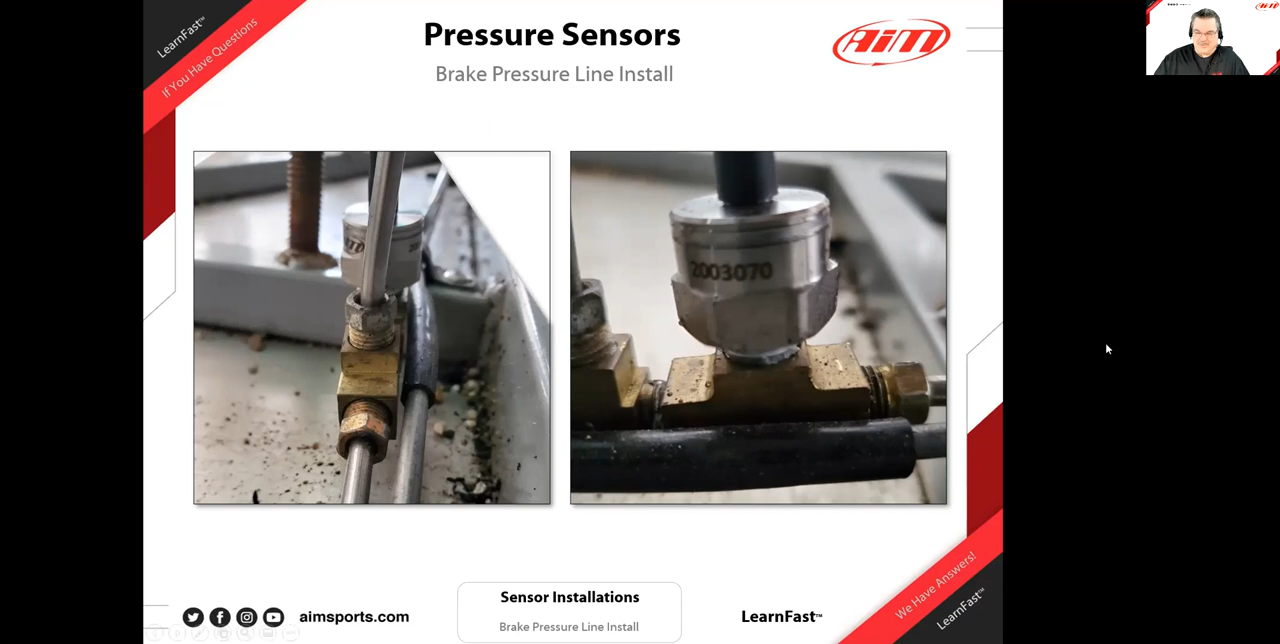 LearnFast™
If You Have Questions
Pressure Sensors
Brake Pressure Line Install
AiM
2003070
aimsports.com
Sensor Installations
Brake Pressure Line Install
LearnFast™
We Have Answers!
LearnFast™